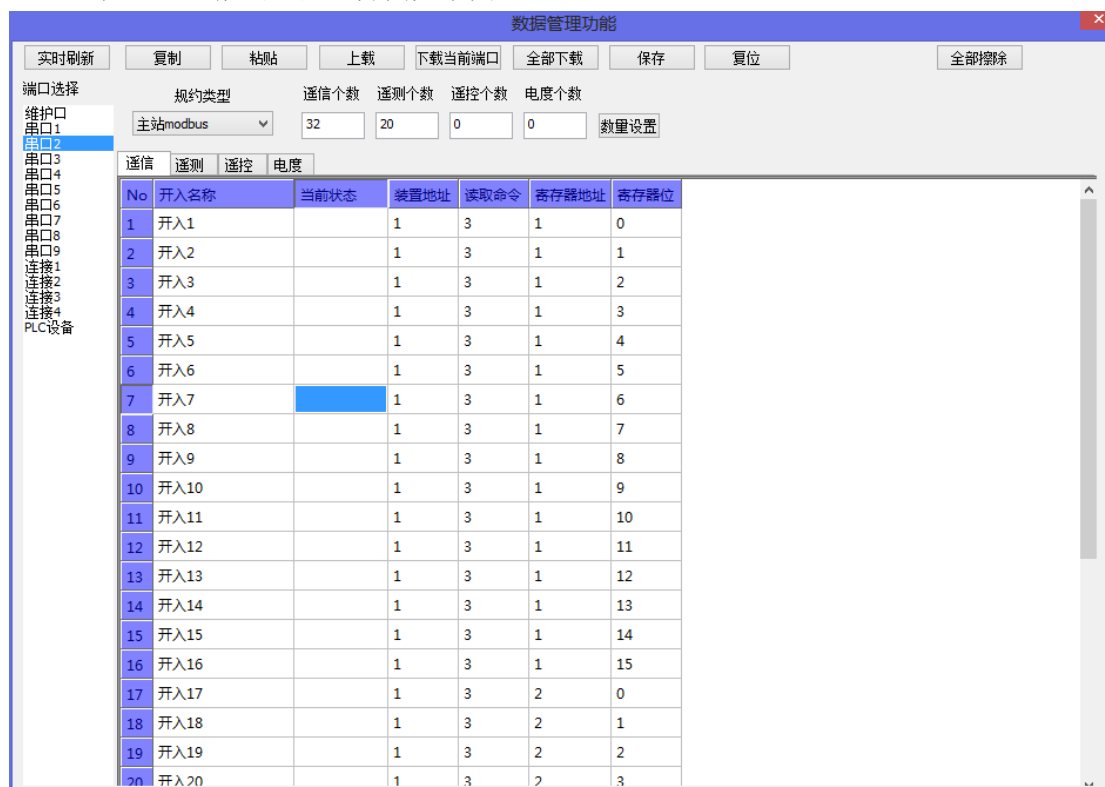 数据管理功能
实时刷新 复制 粘贴 上载 下载当前端口 全部下载 保存 复位 全部擦除
端口选择
维护口
串口1
串口2
串口3
串口4
串口5
串口6
串口7
串口8
串口9
连接1
连接2
连接3
连接4
PLC设备
规约类型 遥信个数 遥测个数 遥控个数 电度个数
主站modbus 32 20 0 0 数量设置
遥信 遥测 遥控 电度
No 开入名称 当前状态 装置地址 读取命令 寄存器地址 寄存器位
1 开入1 1 3 1 0
2 开入2 1 3 1 1
3 开入3 1 3 1 2
4 开入4 1 3 1 3
5 开入5 1 3 1 4
6 开入6 1 3 1 5
7 开入7 1 3 1 6
8 开入8 1 3 1 7
9 开入9 1 3 1 8
10 开入10 1 3 1 9
11 开入11 1 3 1 10
12 开入12 1 3 1 11
13 开入13 1 3 1 12
14 开入14 1 3 1 13
15 开入15 1 3 1 14
16 开入16 1 3 1 15
17 开入17 1 3 2 0
18 开入18 1 3 2 1
19 开入19 1 3 2 2
20 开入20 1 3 2 3